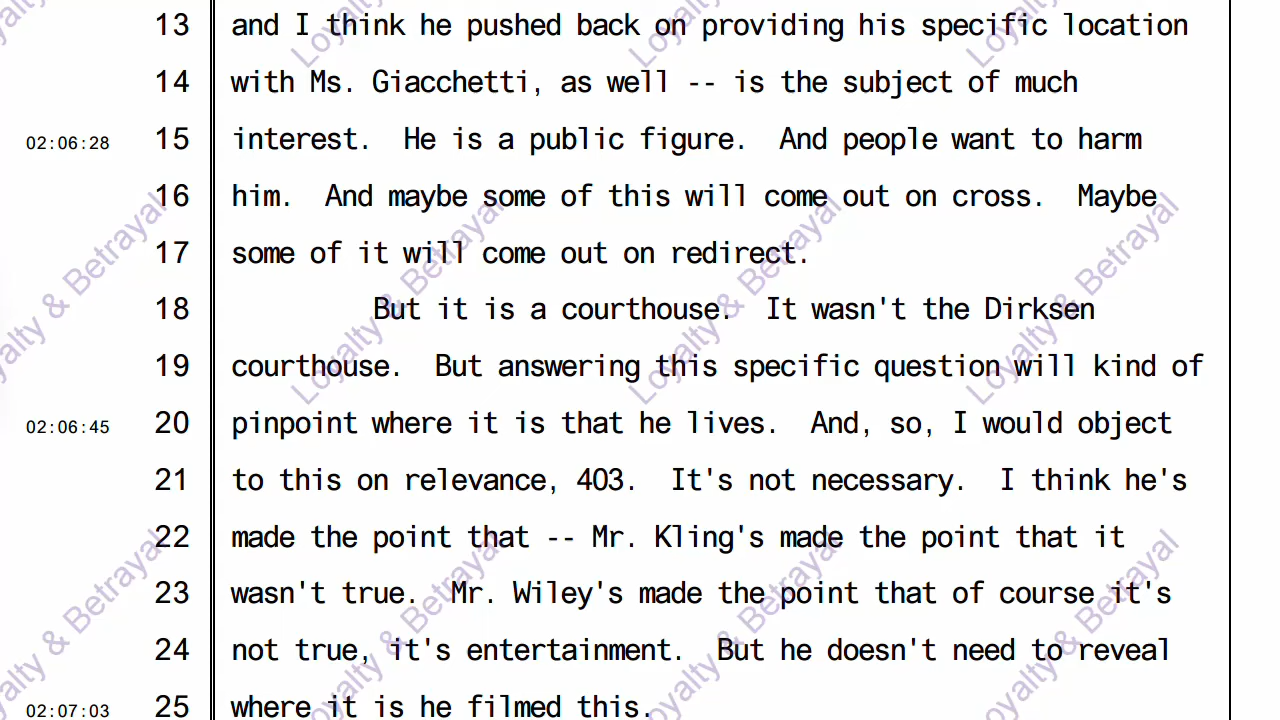 13 and I think he pushed back on providing his specific location
14 with Ms. Giacchetti, as well -- is the subject of much
02:06:28 15 interest. He is a public figure. And people want to harm
16 him. And maybe some of this will come out on cross. Maybe
17 some of it will come out on redirect.
18 But it is a courthouse. It wasn't the Dirksen
19 courthouse. But answering this specific question will kind of
02:06:45 20 pinpoint where it is that he lives. And, so, I would object
21 to this on relevance, 403. It's not necessary. I think he's
22 made the point that -- Mr. Kling's made the point that it
23 wasn't true. Mr. Wiley's made the point that of course it's
24 not true, it's entertainment. But he doesn't need to reveal
02:07:03 25 where it is he filmed this.
Loyalty & Betrayal